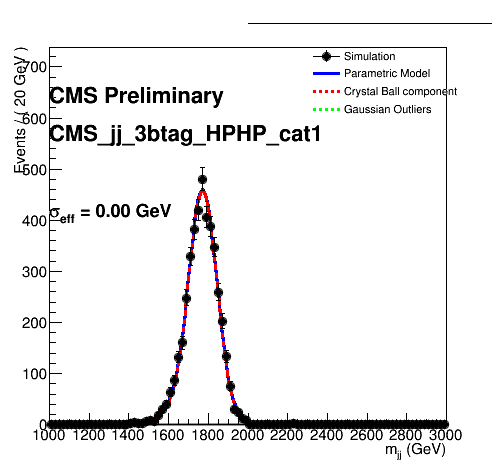 Simulation
Parametric Model
Crystal Ball component
Gaussian Outliers
CMS Preliminary
CMS_jj_3btag_HPHP_cat1
σeff = 0.00 GeV
Events / ( 20 GeV )
700
600
500
400
300
200
100
0
1000 1200 1400 1600 1800 2000 2200 2400 2600 2800 3000
mjj (GeV)